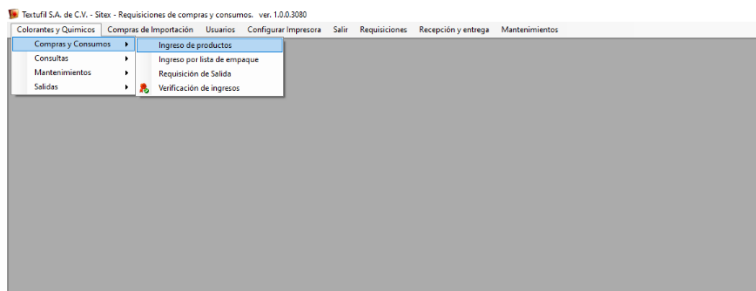 Textufil S.A. de C.V. - Sitex - Requisiciones de compras y consumos. ver. 1.0.0.3080
Colorantes y Quimicos Compras de Importación Usuarios Configurar Impresora Salir Requisiciones Recepción y entrega Mantenimientos
Compras y Consumos Ingreso de productos
Consultas Ingreso por lista de empaque
Mantenimientos Requisición de Salida
Salidas Verificación de ingresos